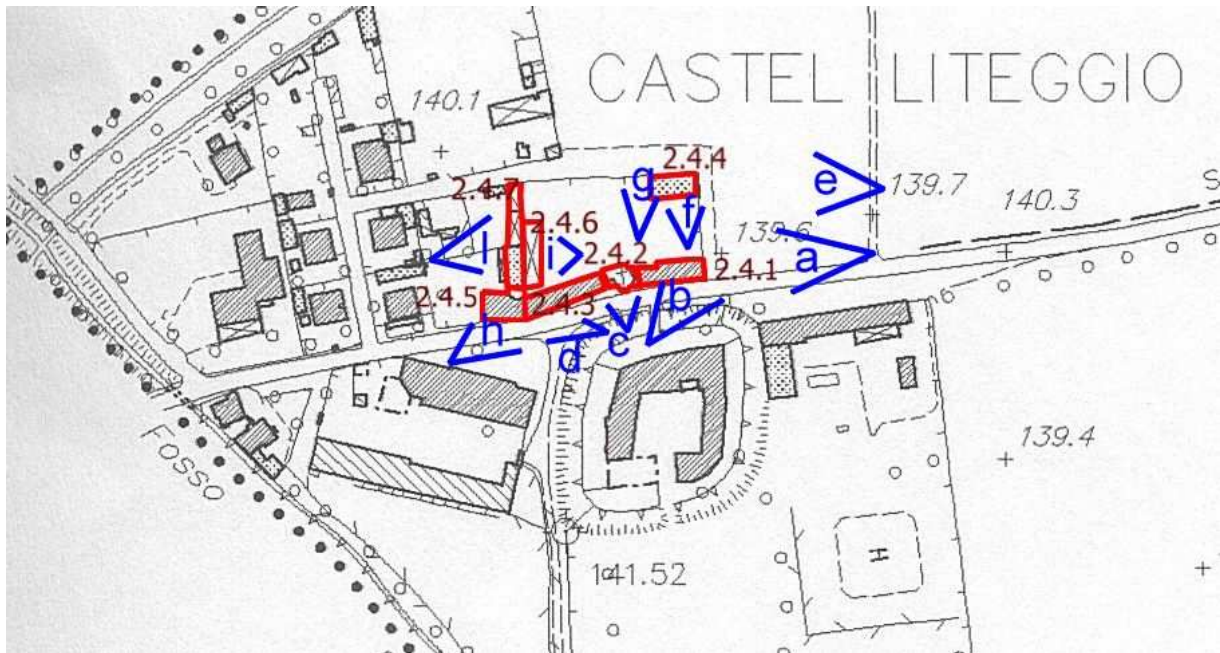 CASTEL LITEGGIO
140.1
2.4.4
g
f
e
139.7
140.3
S
2.4.7
2.4.6
l
i
2.4.2
139.6
a
2.4.1
2.4.5
2.4.3
b
h
d
c
FOSSO
139.4
H
141.52